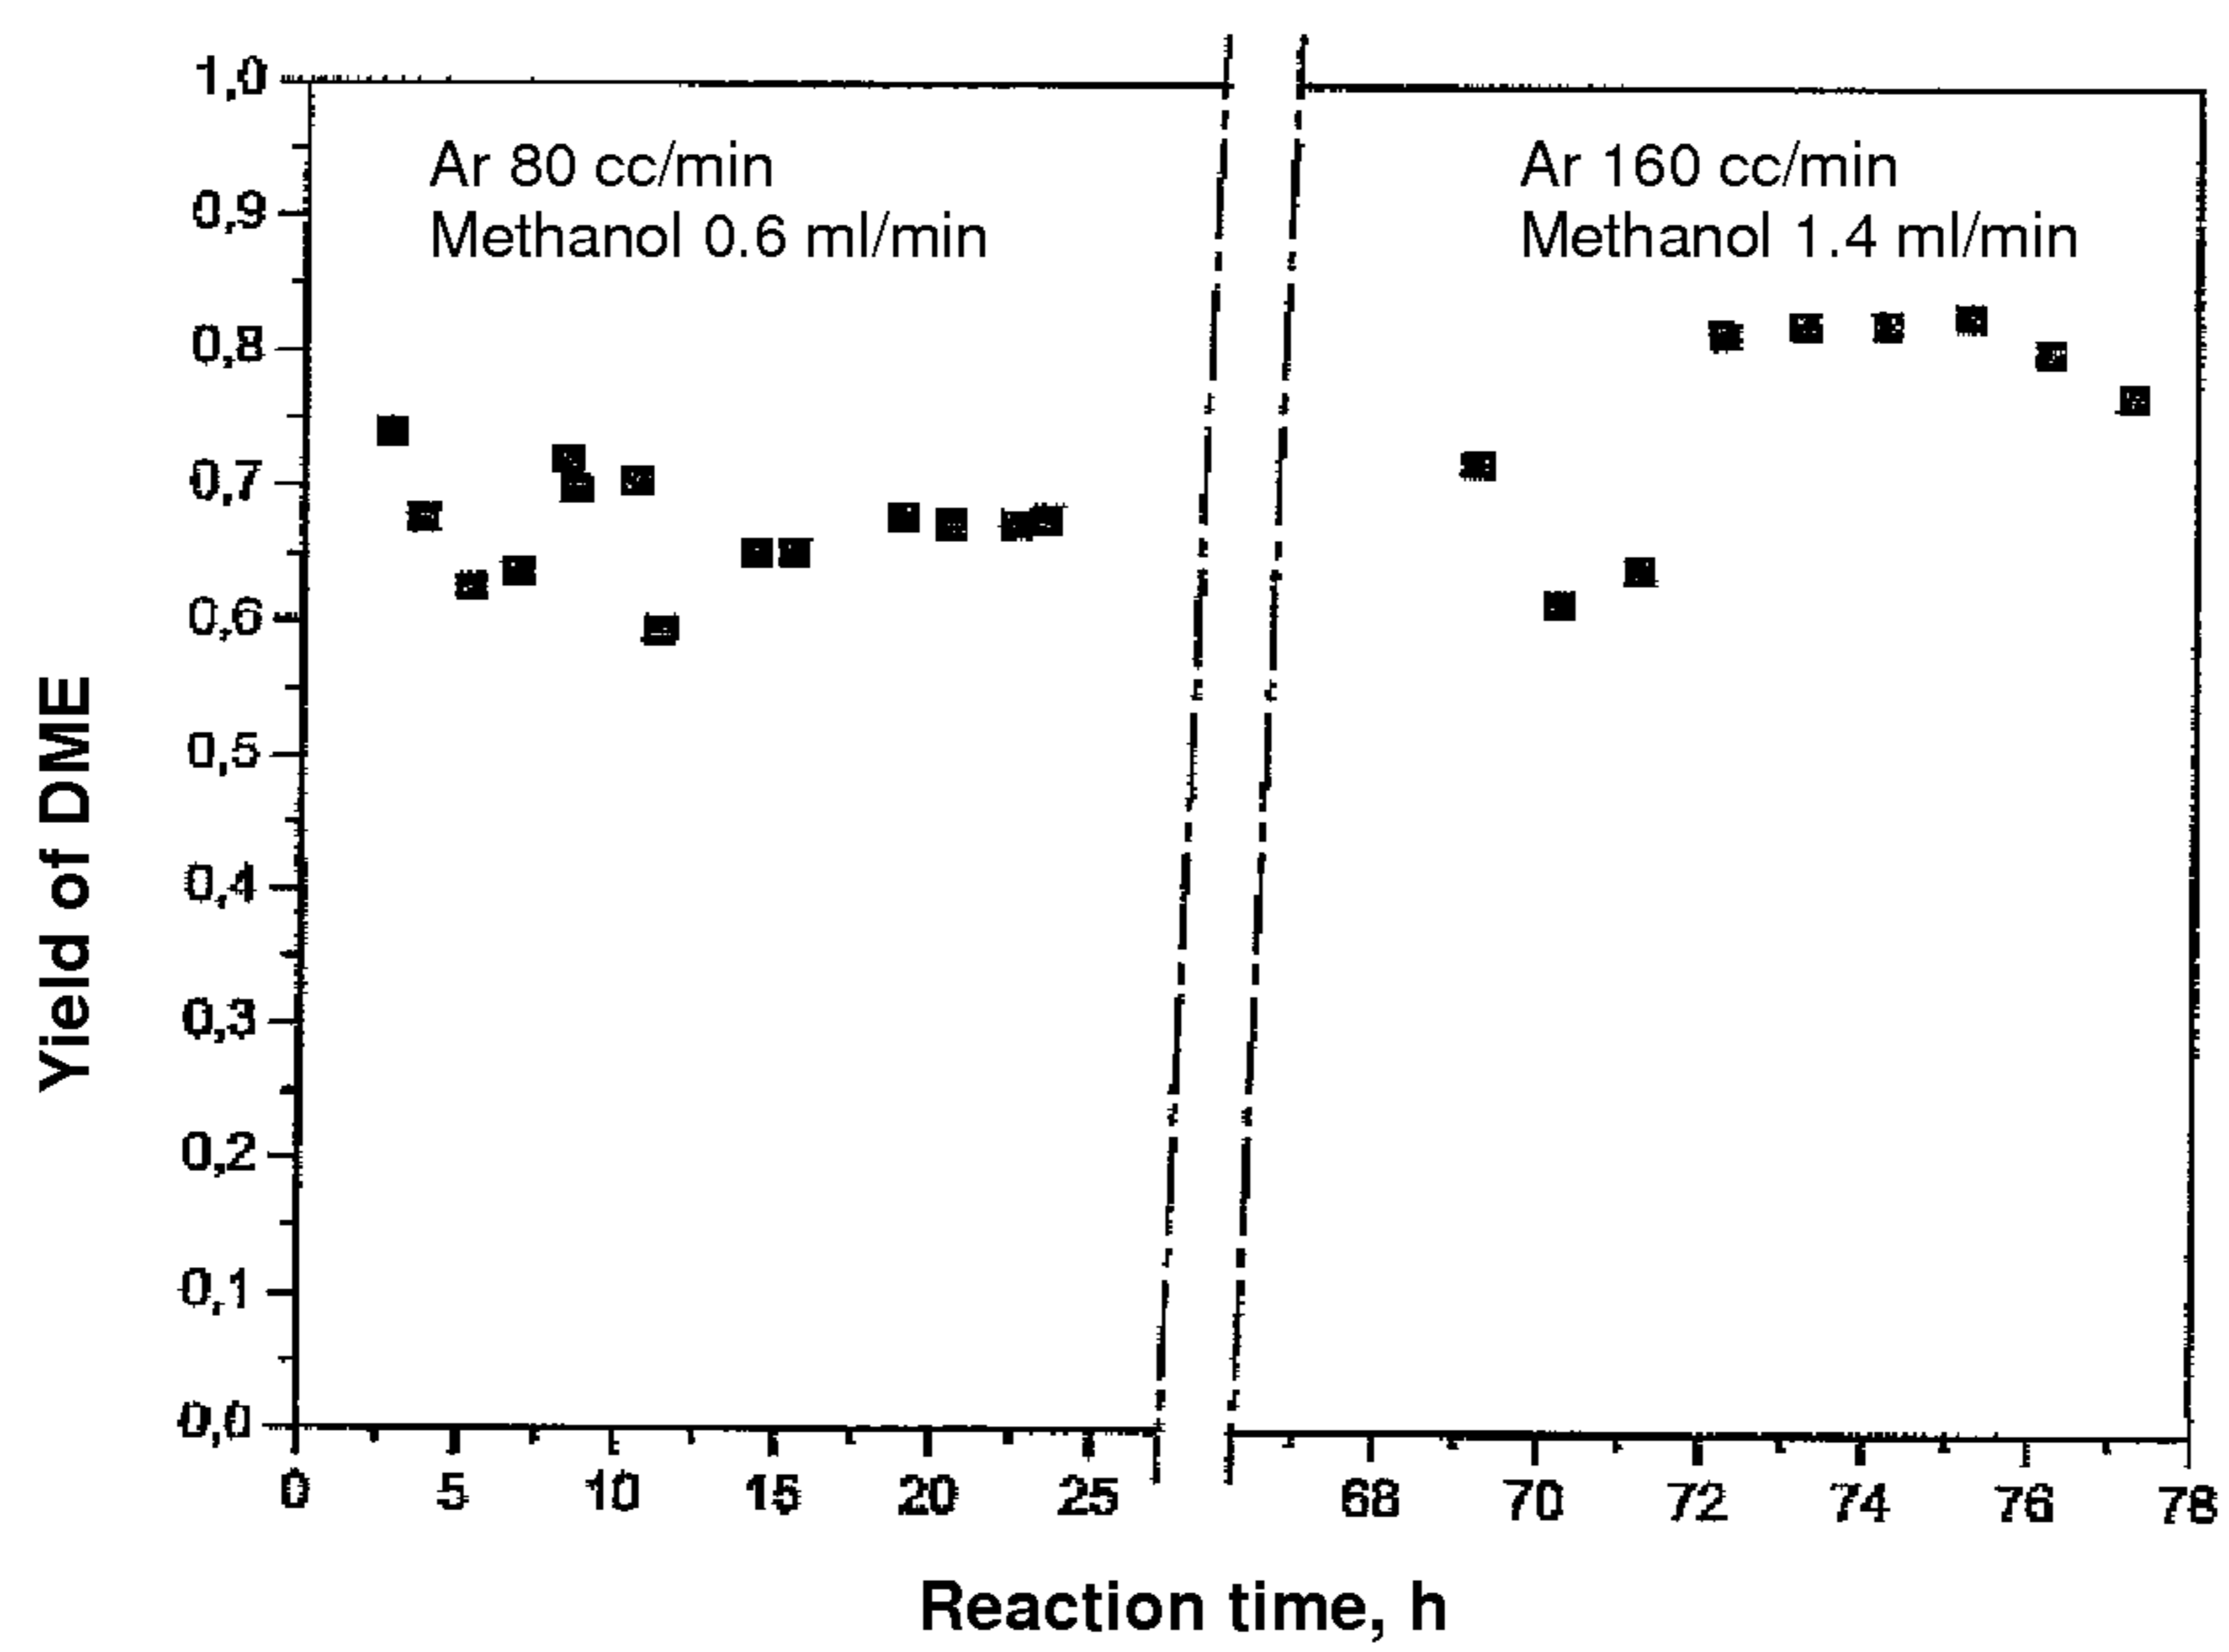 1,0
0,9
0,8
0,7
0,6
0,5
0,4
0,3
0,2
0,1
0,0
Yield of DME
Ar 80 cc/min
Methanol 0.6 ml/min
Ar 160 cc/min
Methanol 1.4 ml/min
0 5 10 15 20 25 68 70 72 74 76 78
Reaction time, h